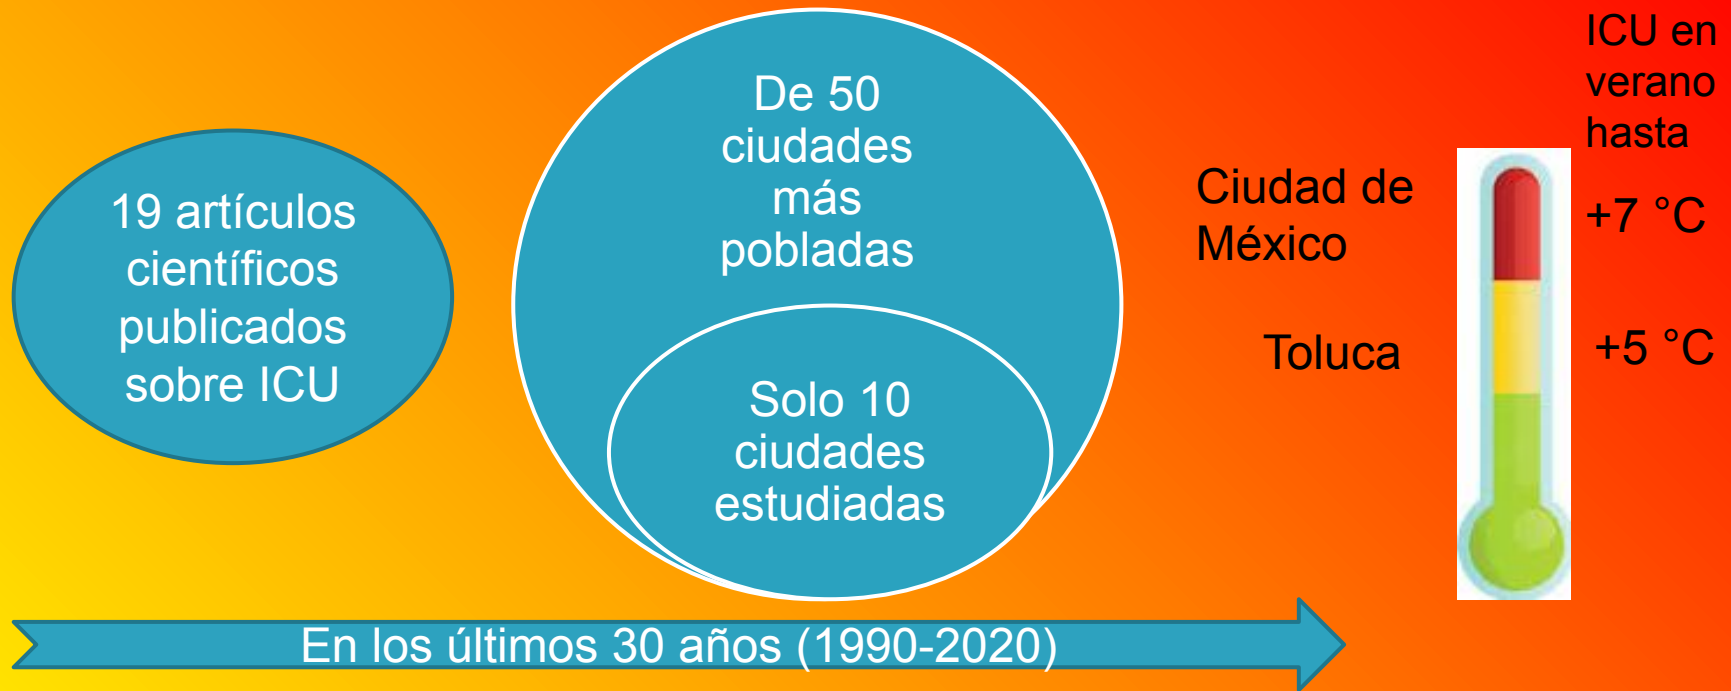 19 artículos
científicos
publicados
sobre ICU
De 50
ciudades
más
pobladas
Solo 10
ciudades
estudiadas
ICU en
verano
hasta
Ciudad de
México
+7 °C
Toluca
+5 °C
En los últimos 30 años (1990-2020)